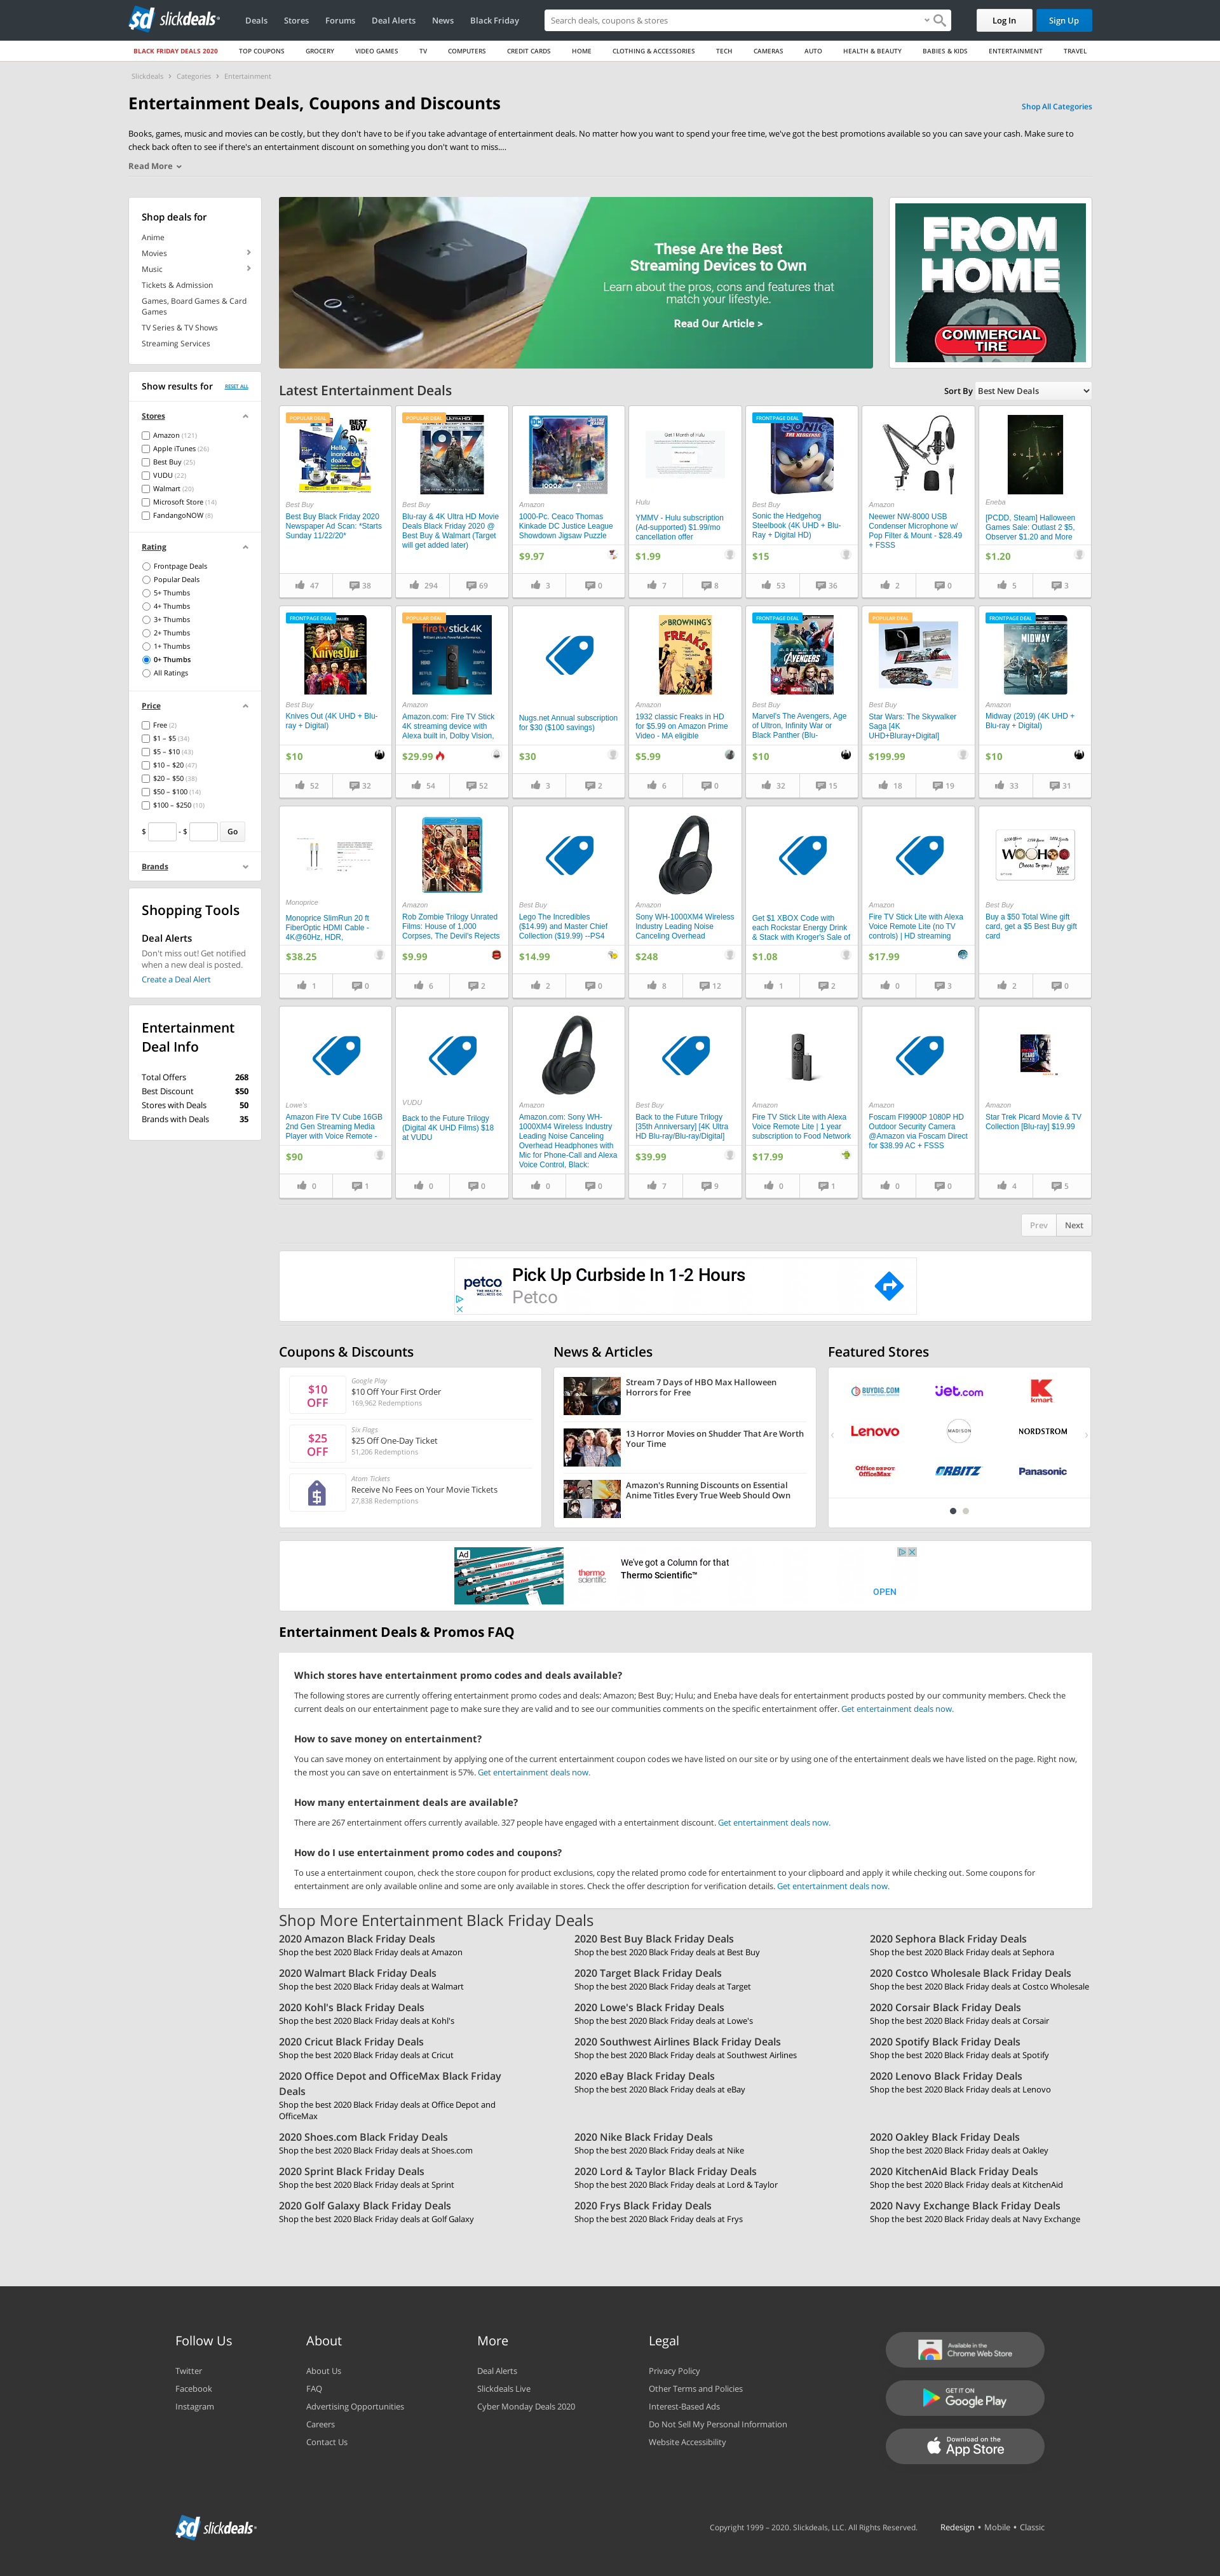 slickdeals
Deals Stores Forums Deal Alerts News Black Friday
Search deals, coupons & stores
Log In
Sign Up
BLACK FRIDAY DEALS 2020 TOP COUPONS GROCERY VIDEO GAMES TV COMPUTERS CREDIT CARDS HOME CLOTHING & ACCESSORIES TECH CAMERAS AUTO HEALTH & BEAUTY BABIES & KIDS ENTERTAINMENT TRAVEL
Slickdeals › Categories › Entertainment
Entertainment Deals, Coupons and Discounts
Shop All Categories
Books, games, music and movies can be costly, but they don't have to be if you take advantage of entertainment deals. No matter how you want to spend your free time, we've got the best promotions available so you can save your cash. Make sure to
check back often to see if there's an entertainment discount on something you don't want to miss....
Read More
Shop deals for
Anime
Movies
Music
Tickets & Admission
Games, Board Games & Card
Games
TV Series & TV Shows
Streaming Services
Show results for RESET ALL
Stores
Amazon (121)
Apple iTunes (26)
Best Buy (25)
VUDU (22)
Walmart (20)
Microsoft Store (14)
FandangoNOW (8)
Rating
Frontpage Deals
Popular Deals
5+ Thumbs
4+ Thumbs
3+ Thumbs
2+ Thumbs
1+ Thumbs
0+ Thumbs
All Ratings
Price
Free (2)
$1 – $5 (34)
$5 – $10 (43)
$10 – $20 (47)
$20 – $50 (38)
$50 – $100 (14)
$100 – $250 (10)
$ - $ Go
Brands
Shopping Tools
Deal Alerts
Don't miss out! Get notified
when a new deal is posted.
Create a Deal Alert
Entertainment
Deal Info
Total Offers 268
Best Discount $50
Stores with Deals 50
Brands with Deals 35
These Are the Best
Streaming Devices to Own
Learn about the pros, cons and features that
match your lifestyle.
Read Our Article >
FROM
HOME
COMMERCIAL
TIRE
Latest Entertainment Deals
Sort By Best New Deals
POPULAR DEAL
Best Buy
Best Buy Black Friday 2020
Newspaper Ad Scan: *Starts
Sunday 11/22/20*
47 38
POPULAR DEAL
1917
Best Buy
Blu-ray & 4K Ultra HD Movie
Deals Black Friday 2020 @
Best Buy & Walmart (Target
will get added later)
294 69
Amazon
1000-Pc. Ceaco Thomas
Kinkade DC Justice League
Showdown Jigsaw Puzzle
$9.97
3 0
Hulu
YMMV - Hulu subscription
(Ad-supported) $1.99/mo
cancellation offer
$1.99
7 8
FRONTPAGE DEAL
SONIC
Best Buy
Sonic the Hedgehog
Steelbook (4K UHD + Blu-
Ray + Digital HD)
$15
53 36
Amazon
Neewer NW-8000 USB
Condenser Microphone w/
Pop Filter & Mount - $28.49
+ FSSS
2 0
OUTLAST
Eneba
[PCDD, Steam] Halloween
Games Sale: Outlast 2 $5,
Observer $1.20 and More
$1.20
5 3
FRONTPAGE DEAL
KNIVES OUT
Best Buy
Knives Out (4K UHD + Blu-
ray + Digital)
$10
52 32
POPULAR DEAL
fire tv stick 4K
Amazon
Amazon.com: Fire TV Stick
4K streaming device with
Alexa built in, Dolby Vision,
$29.99
54 52
Nugs.net Annual subscription
for $30 ($100 savings)
$30
3 2
BROWNING'S
FREAKS
Amazon
1932 classic Freaks in HD
for $5.99 on Amazon Prime
Video - MA eligible
$5.99
6 0
FRONTPAGE DEAL
AVENGERS
Best Buy
Marvel's The Avengers, Age
of Ultron, Infinity War or
Black Panther (Blu-
$10
32 15
POPULAR DEAL
Best Buy
Star Wars: The Skywalker
Saga [4K
UHD+Bluray+Digital]
$199.99
18 19
FRONTPAGE DEAL
MIDWAY
Amazon
Midway (2019) (4K UHD +
Blu-ray + Digital)
$10
33 31
Monoprice
Monoprice SlimRun 20 ft
FiberOptic HDMI Cable -
4K@60Hz, HDR,
$38.25
1 0
Amazon
Rob Zombie Trilogy Unrated
Films: House of 1,000
Corpses, The Devil's Rejects
$9.99
6 2
Best Buy
Lego The Incredibles
($14.99) and Master Chief
Collection ($19.99) --PS4
$14.99
2 0
Amazon
Sony WH-1000XM4 Wireless
Industry Leading Noise
Canceling Overhead
$248
8 12
Get $1 XBOX Code with
each Rockstar Energy Drink
& Stack with Kroger's Sale of
$1.08
1 2
Amazon
Fire TV Stick Lite with Alexa
Voice Remote Lite (no TV
controls) | HD streaming
$17.99
0 3
WOOHOO
Cheers to you!
Best Buy
Buy a $50 Total Wine gift
card, get a $5 Best Buy gift
card
2 0
Lowe's
Amazon Fire TV Cube 16GB
2nd Gen Streaming Media
Player with Voice Remote -
$90
0 1
VUDU
Back to the Future Trilogy
(Digital 4K UHD Films) $18
at VUDU
0 0
Amazon
Amazon.com: Sony WH-
1000XM4 Wireless Industry
Leading Noise Canceling
Overhead Headphones with
Mic for Phone-Call and Alexa
Voice Control, Black:
0 0
Best Buy
Back to the Future Trilogy
[35th Anniversary] [4K Ultra
HD Blu-ray/Blu-ray/Digital]
$39.99
7 9
Amazon
Fire TV Stick Lite with Alexa
Voice Remote Lite | 1 year
subscription to Food Network
$17.99
0 1
Amazon
Foscam FI9900P 1080P HD
Outdoor Security Camera
@Amazon via Foscam Direct
for $38.99 AC + FSSS
0 0
PICARD
Amazon
Star Trek Picard Movie & TV
Collection [Blu-ray] $19.99
4 5
Prev Next
petco
Pick Up Curbside In 1-2 Hours
Petco
Coupons & Discounts
$10
OFF
Google Play
$10 Off Your First Order
169,962 Redemptions
$25
OFF
Six Flags
$25 Off One-Day Ticket
51,206 Redemptions
Atom Tickets
Receive No Fees on Your Movie Tickets
27,838 Redemptions
News & Articles
Stream 7 Days of HBO Max Halloween
Horrors for Free
13 Horror Movies on Shudder That Are Worth
Your Time
Amazon's Running Discounts on Essential
Anime Titles Every True Weeb Should Own
Featured Stores
BUYDIG.COM jet.com kmart
Lenovo MADISON NORDSTROM
Office DEPOT
OfficeMax
ORBITZ Panasonic
Ad
thermo
scientific
We've got a Column for that
Thermo Scientific™
OPEN
Entertainment Deals & Promos FAQ
Which stores have entertainment promo codes and deals available?
The following stores are currently offering entertainment promo codes and deals: Amazon; Best Buy; Hulu; and Eneba have deals for entertainment products posted by our community members. Check the
current deals on our entertainment page to make sure they are valid and to see our communities comments on the specific entertainment offer. Get entertainment deals now.
How to save money on entertainment?
You can save money on entertainment by applying one of the current entertainment coupon codes we have listed on our site or by using one of the entertainment deals we have listed on the page. Right now,
the most you can save on entertainment is 57%. Get entertainment deals now.
How many entertainment deals are available?
There are 267 entertainment offers currently available. 327 people have engaged with a entertainment discount. Get entertainment deals now.
How do I use entertainment promo codes and coupons?
To use a entertainment coupon, check the store coupon for product exclusions, copy the related promo code for entertainment to your clipboard and apply it while checking out. Some coupons for
entertainment are only available online and some are only available in stores. Check the offer description for verification details. Get entertainment deals now.
Shop More Entertainment Black Friday Deals
2020 Amazon Black Friday Deals
Shop the best 2020 Black Friday deals at Amazon
2020 Best Buy Black Friday Deals
Shop the best 2020 Black Friday deals at Best Buy
2020 Sephora Black Friday Deals
Shop the best 2020 Black Friday deals at Sephora
2020 Walmart Black Friday Deals
Shop the best 2020 Black Friday deals at Walmart
2020 Target Black Friday Deals
Shop the best 2020 Black Friday deals at Target
2020 Costco Wholesale Black Friday Deals
Shop the best 2020 Black Friday deals at Costco Wholesale
2020 Kohl's Black Friday Deals
Shop the best 2020 Black Friday deals at Kohl's
2020 Lowe's Black Friday Deals
Shop the best 2020 Black Friday deals at Lowe's
2020 Corsair Black Friday Deals
Shop the best 2020 Black Friday deals at Corsair
2020 Cricut Black Friday Deals
Shop the best 2020 Black Friday deals at Cricut
2020 Southwest Airlines Black Friday Deals
Shop the best 2020 Black Friday deals at Southwest Airlines
2020 Spotify Black Friday Deals
Shop the best 2020 Black Friday deals at Spotify
2020 Office Depot and OfficeMax Black Friday
Deals
Shop the best 2020 Black Friday deals at Office Depot and
OfficeMax
2020 eBay Black Friday Deals
Shop the best 2020 Black Friday deals at eBay
2020 Lenovo Black Friday Deals
Shop the best 2020 Black Friday deals at Lenovo
2020 Shoes.com Black Friday Deals
Shop the best 2020 Black Friday deals at Shoes.com
2020 Nike Black Friday Deals
Shop the best 2020 Black Friday deals at Nike
2020 Oakley Black Friday Deals
Shop the best 2020 Black Friday deals at Oakley
2020 Sprint Black Friday Deals
Shop the best 2020 Black Friday deals at Sprint
2020 Lord & Taylor Black Friday Deals
Shop the best 2020 Black Friday deals at Lord & Taylor
2020 KitchenAid Black Friday Deals
Shop the best 2020 Black Friday deals at KitchenAid
2020 Golf Galaxy Black Friday Deals
Shop the best 2020 Black Friday deals at Golf Galaxy
2020 Frys Black Friday Deals
Shop the best 2020 Black Friday deals at Frys
2020 Navy Exchange Black Friday Deals
Shop the best 2020 Black Friday deals at Navy Exchange
Follow Us
Twitter
Facebook
Instagram
About
About Us
FAQ
Advertising Opportunities
Careers
Contact Us
More
Deal Alerts
Slickdeals Live
Cyber Monday Deals 2020
Legal
Privacy Policy
Other Terms and Policies
Interest-Based Ads
Do Not Sell My Personal Information
Website Accessibility
Available in the
Chrome Web Store
GET IT ON
Google Play
Download on the
App Store
slickdeals
Copyright 1999 – 2020. Slickdeals, LLC. All Rights Reserved.
Redesign • Mobile • Classic